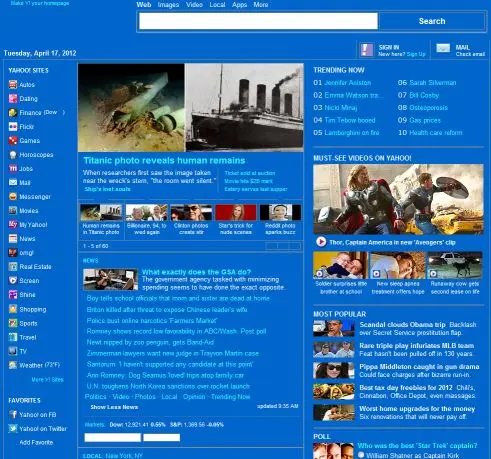 Make Y! your homepage
Web Images Video Local Apps More
Search
Tuesday, April 17, 2012
SIGN IN
New here? Sign Up
MAIL
Check email
YAHOO! SITES
Autos
Dating
Finance (Dow )
Flickr
Games
Horoscopes
Jobs
Mail
Messenger
Movies
My Yahoo!
News
omg!
Real Estate
Screen
Shine
Shopping
Sports
Travel
TV
Weather (73°F)
More Y! Sites
FAVORITES
Yahoo! on FB
Yahoo! on Twitter
Add Favorite
Titanic photo reveals human remains
When researchers first saw the image taken
near the wreck's stern, "the room went silent."
Ship's lost souls
Ticket sold at auction
Movie hits $2B mark
Eatery serves last supper
Human remains
in Titanic photo
Billionaire, 94, to
wed again
Clinton photos
create stir
Star's trick for
nude scenes
Reddit photo
sparks buzz
1 - 5 of 60
NEWS
What exactly does the GSA do?
The government agency tasked with minimizing
spending seems to have done the exact opposite.
Boy tells school officials that mom and sister are dead at home
Briton killed after threat to expose Chinese leader's wife
Police bust online narcotics 'Farmers Market'
Romney shows record low favorability in ABC/Wash. Post poll
Newt nipped by zoo penguin, gets Band-Aid
Zimmerman lawyers want new judge in Trayvon Martin case
Santorum: 'I haven't supported any candidate at this point'
Ann Romney: Dog Seamus 'loved' trips atop family car
U.N. toughens North Korea sanctions over rocket launch
Politics · Video · Photos · Local · Opinion · Trending Now
Show Less News
updated 9:35 AM
markets: Dow: 12,921.41 0.56% S&P: 1,369.56 -0.05%
LOCAL New York, NY
TRENDING NOW
01 Jennifer Aniston
02 Emma Watson tra...
03 Nicki Minaj
04 Tim Tebow booed
05 Lamborghini on fire
06 Sarah Silverman
07 Bill Cosby
08 Osteoporosis
09 Gas prices
10 Health care reform
MUST-SEE VIDEOS ON YAHOO!
Thor, Captain America in new 'Avengers' clip
Soldier surprises little
brother at school
New sleep apnea
treatment offers hope
Runaway cow gets
second lease on life
MOST POPULAR
Scandal clouds Obama trip Backlash
over Secret Service prostitution flap.
Rare triple play infuriates MLB team
Feat hasn't been pulled off in 130 years.
Pippa Middleton caught in gun drama
Could face charges after bizarre run-in.
Best tax day freebies for 2012 Chili's,
Cinnabon, Office Depot, even massages.
Worst home upgrades for the money
Six renovations that will never pay off.
POLL
Who was the best 'Star Trek' captain?
William Shatner as Captain Kirk